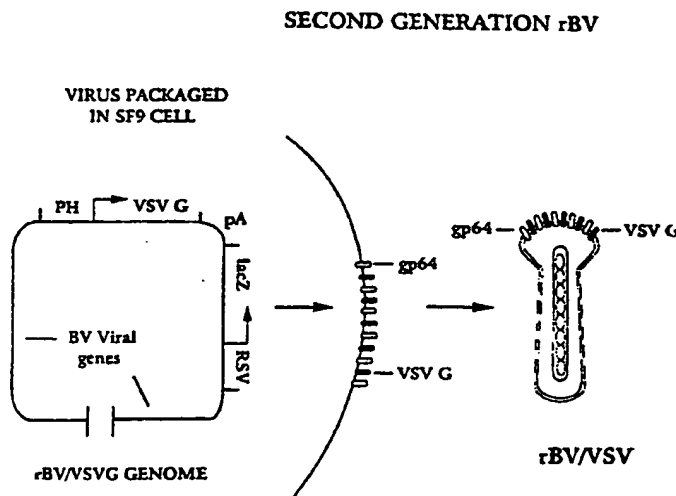 SECOND GENERATION rBV
VIRUS PACKAGED
IN SF9 CELL
PH
VSV G
pA
lacZ
RSV
BV Viral
genes
rBV/VSVG GENOME
gp64
VSV G
gp64
VSV G
rBV/VSV